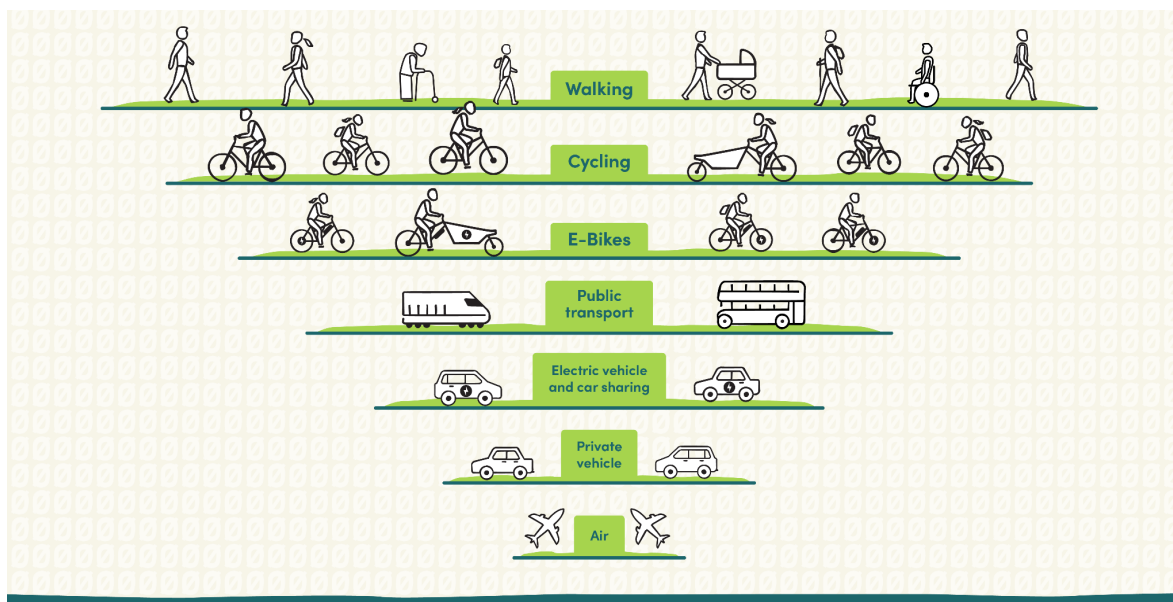 Walking
Cycling
E-Bikes
Public
transport
Electric vehicle
and car sharing
Private
vehicle
Air